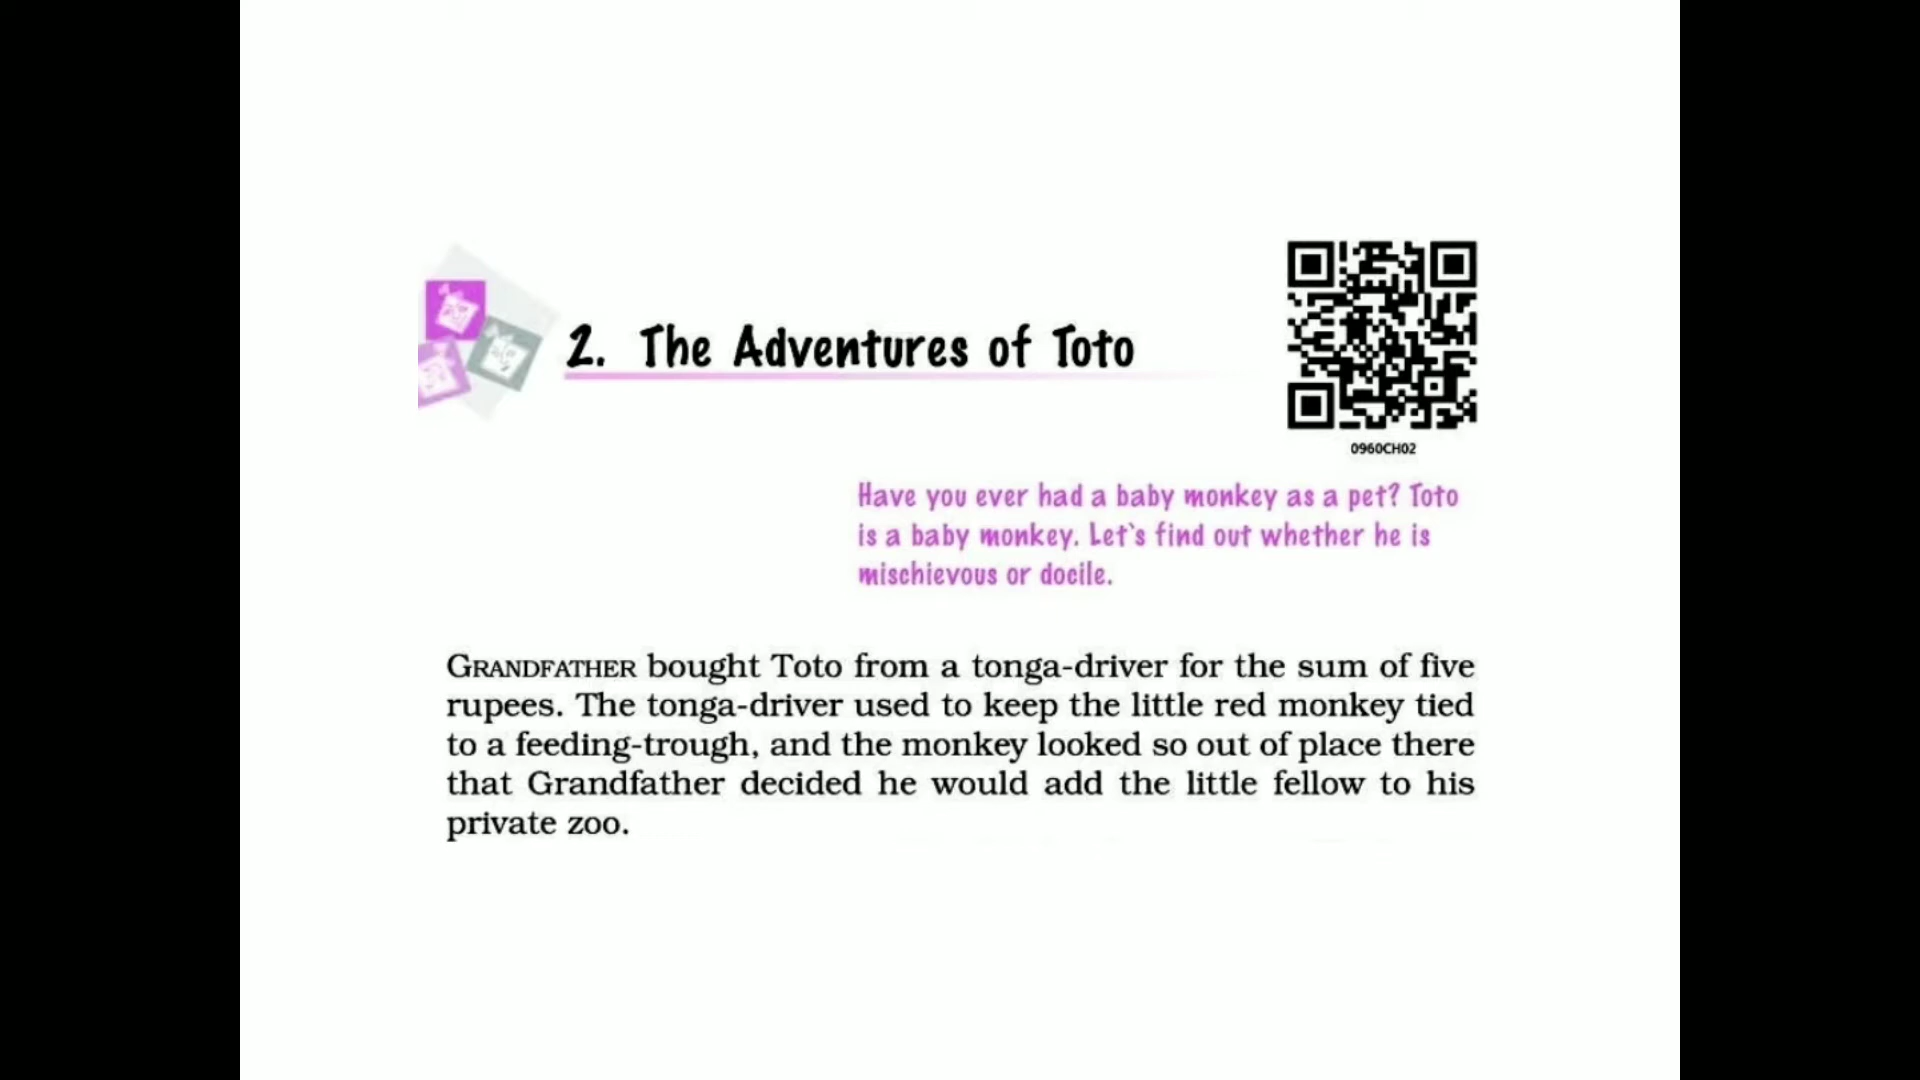 2. The Adventures of Toto
0960CH02
Have you ever had a baby monkey as a pet? Toto
is a baby monkey. Let`s find out whether he is
mischievous or docile.
GRANDFATHER bought Toto from a tonga-driver for the sum of five
rupees. The tonga-driver used to keep the little red monkey tied
to a feeding-trough, and the monkey looked so out of place there
that Grandfather decided he would add the little fellow to his
private zoo.